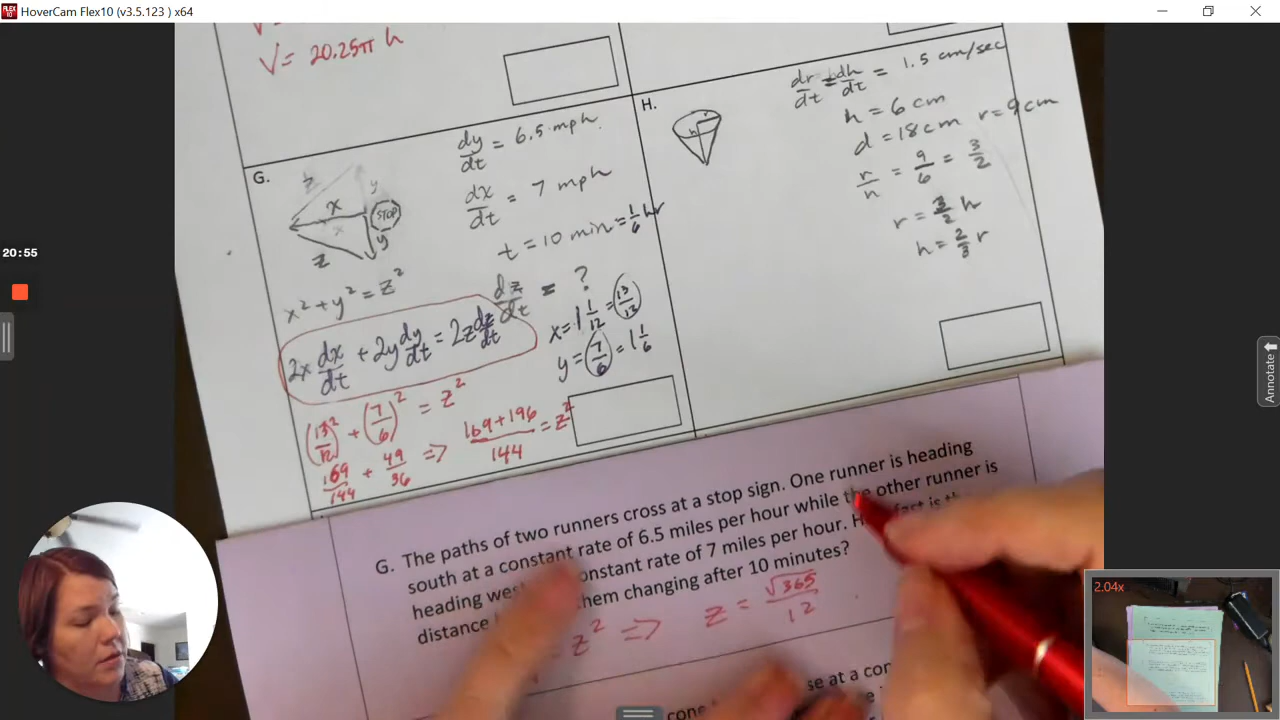 HoverCam Flex10 (v3.5.123 ) x64
V = 20.25π h
G.
z
y
x
x
STOP
y
z
x² + y² = z²
dy/dt = 6.5 mph.
dx/dt = 7 mph
t = 10 min = 1/6 hr
dz/dt = ?
x = 1 1/12 = 13/12
y = 7/6 = 1 1/6
2x dx/dt + 2y dy/dt = 2z dz/dt
(13/12)² + (7/6)² = z²
169/144 + 49/36 => 169+196/144 = z²
H.
r
h
dr/dt = dh/dt = 1.5 cm/sec
h = 6 cm
d = 18 cm r = 9 cm
r/h = 9/6 = 3/2
r = 3/2 h
h = 2/3 r
G. The paths of two runners cross at a stop sign. One runner is heading
south at a constant rate of 6.5 miles per hour while the other runner is
heading constant rate of 7 miles per hour. is
distance them changing after 10 minutes?
= z² => z = √365/12
se at a con
cone
20:55
Annotate
2.04x